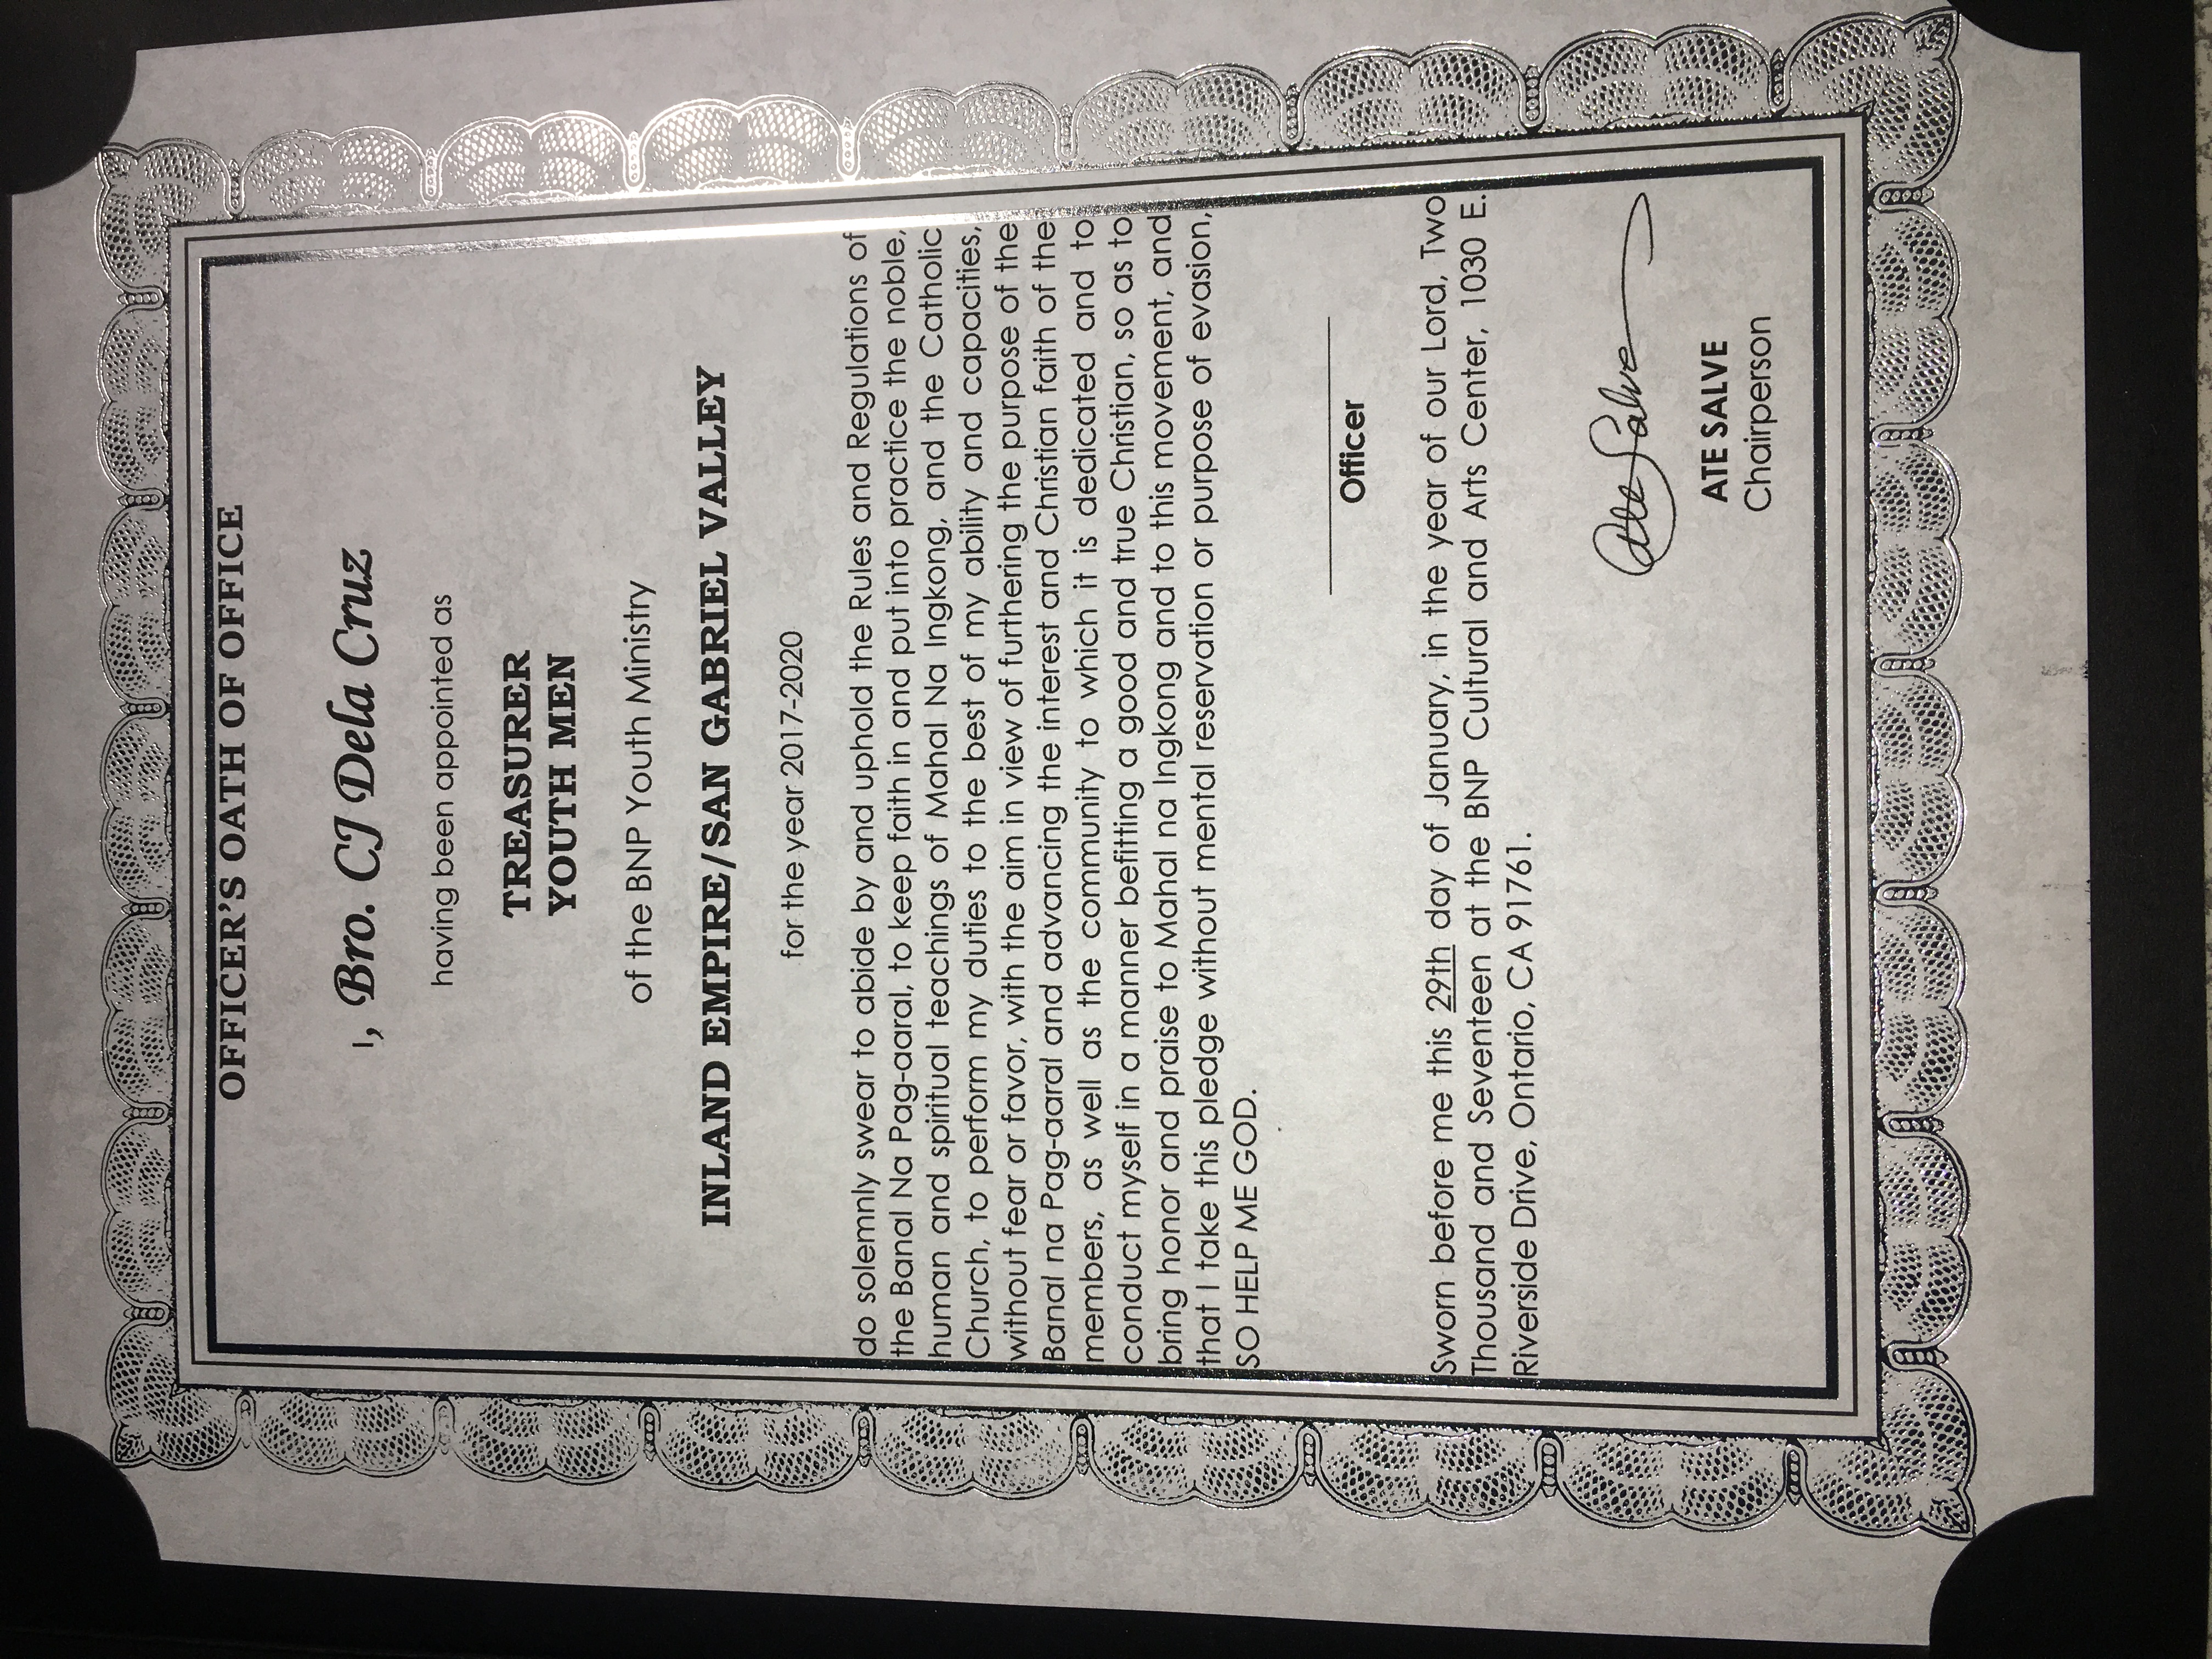 OFFICER'S OATH OF OFFICE
I, Bro. CJ Dela Cruz
having been appointed as
TREASURER
YOUTH MEN
of the BNP Youth Ministry
INLAND EMPIRE/SAN GABRIEL VALLEY
for the year 2017-2020
do solemnly swear to abide by and uphold the Rules and Regulations of
the Banal Na Pag-aaral, to keep faith in and put into practice the noble,
human and spiritual teachings of Mahal Na Ingkong, and the Catholic
Church, to perform my duties to the best of my ability and capacities,
without fear or favor, with the aim in view of furthering the purpose of the
Banal na Pag-aaral and advancing the interest and Christian faith of the
members, as well as the community to which it is dedicated and to
conduct myself in a manner befitting a good and true Christian, so as to
bring honor and praise to Mahal na Ingkong and to this movement, and
that I take this pledge without mental reservation or purpose of evasion,
SO HELP ME GOD.
Officer
Sworn before me this 29th day of January, in the year of our Lord, Two
Thousand and Seventeen at the BNP Cultural and Arts Center, 1030 E.
Riverside Drive, Ontario, CA 91761.
Ate Salve
ATE SALVE
Chairperson